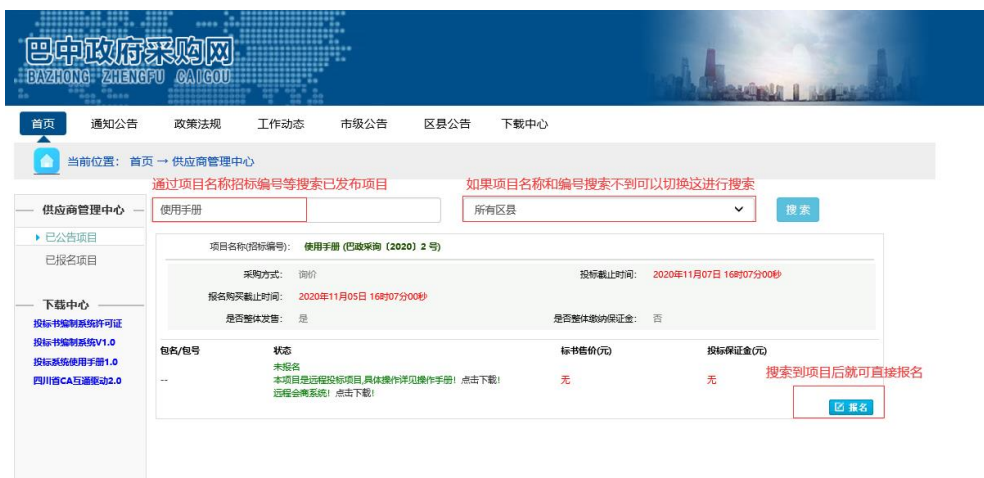 巴中政府采购网
BAZHONG ZHENGFU CAIGOU
首页 通知公告 政策法规 工作动态 市级公告 区县公告 下载中心
当前位置： 首页 → 供应商管理中心
通过项目名称招标编号等搜索已发布项目 如果项目名称和编号搜索不到可以切换这进行搜索
供应商管理中心
使用手册 所有区县 搜 索
已公告项目
已报名项目
下载中心
投标书编制系统许可证
投标书编制系统V1.0
投标系统使用手册1.0
四川省CA互通驱动2.0
项目名称(招标编号)： 使用手册 (巴政采询（2020）2 号)
采购方式： 询价 投标截止时间： 2020年11月07日 16时07分00秒
报名购买截止时间： 2020年11月05日 16时07分00秒
是否整体发售： 是 是否整体缴纳保证金： 否
包名/包号 状态 标书售价(元) 投标保证金(元)
未报名
-- 本项目是远程投标项目,具体操作详见操作手册！点击下载! 无 无
远程会商系统！点击下载!
搜索到项目后就可直接报名
报 名